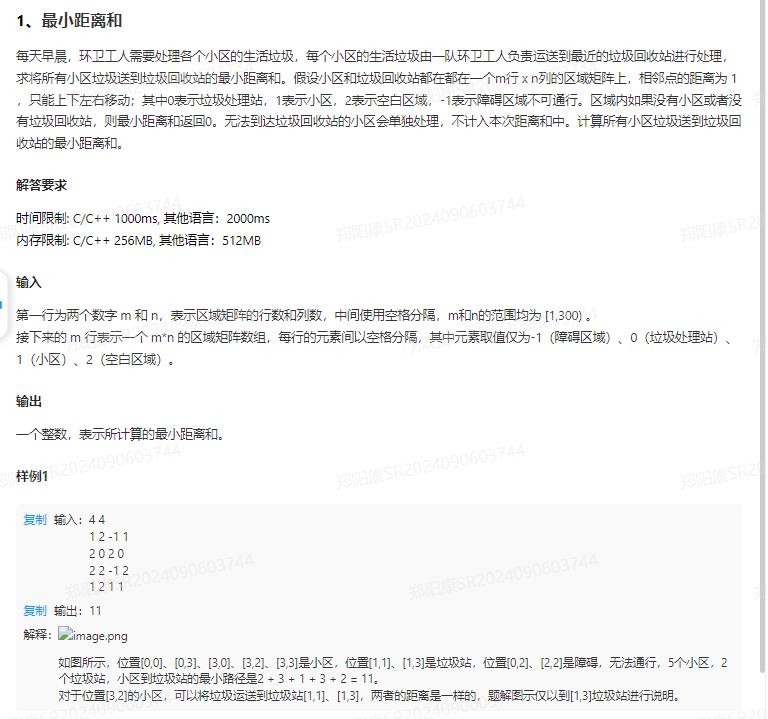 1、最小距离和
每天早晨，环卫工人需要处理各个小区的生活垃圾，每个小区的生活垃圾由一队环卫工人负责运送到最近的垃圾回收站进行处理，
求将所有小区垃圾送到垃圾回收站的最小距离和。假设小区和垃圾回收站都在都在一个m行 x n列的区域矩阵上，相邻点的距离为 1
，只能上下左右移动；其中0表示垃圾处理站，1表示小区，2表示空白区域，-1表示障碍区域不可通行。区域内如果没有小区或者没
有垃圾回收站，则最小距离和返回0。无法到达垃圾回收站的小区会单独处理，不计入本次距离和中。计算所有小区垃圾送到垃圾回
收站的最小距离和。
解答要求
时间限制: C/C++ 1000ms, 其他语言：2000ms
内存限制: C/C++ 256MB, 其他语言：512MB
郑阳康SR2024090603744
输入
第一行为两个数字 m 和 n，表示区域矩阵的行数和列数，中间使用空格分隔，m和n的范围均为 [1,300) 。
接下来的 m 行表示一个 m*n 的区域矩阵数组，每行的元素间以空格分隔，其中元素取值仅为-1（障碍区域）、0（垃圾处理站）、
1（小区）、2（空白区域）。
输出
一个整数，表示所计算的最小距离和。
郑阳康SR2024090603744
样例1
复制 输入：4 4
1 2 -1 1
2 0 2 0
2 2 -1 2
1 2 1 1
复制 输出：11
解释：image.png
如图所示，位置[0,0]、[0,3]、[3,0]、[3,2]、[3,3]是小区，位置[1,1]、[1,3]是垃圾站，位置[0,2]、[2,2]是障碍，无法通行，5个小区，2
个垃圾站，小区到垃圾站的最小路径是2 + 3 + 1 + 3 + 2 = 11。
对于位置[3,2]的小区，可以将垃圾运送到垃圾站[1,1]、[1,3]，两者的距离是一样的，题解图示仅以到[1,3]垃圾站进行说明。